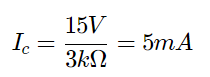 I_c = 15V / 3kΩ = 5mA